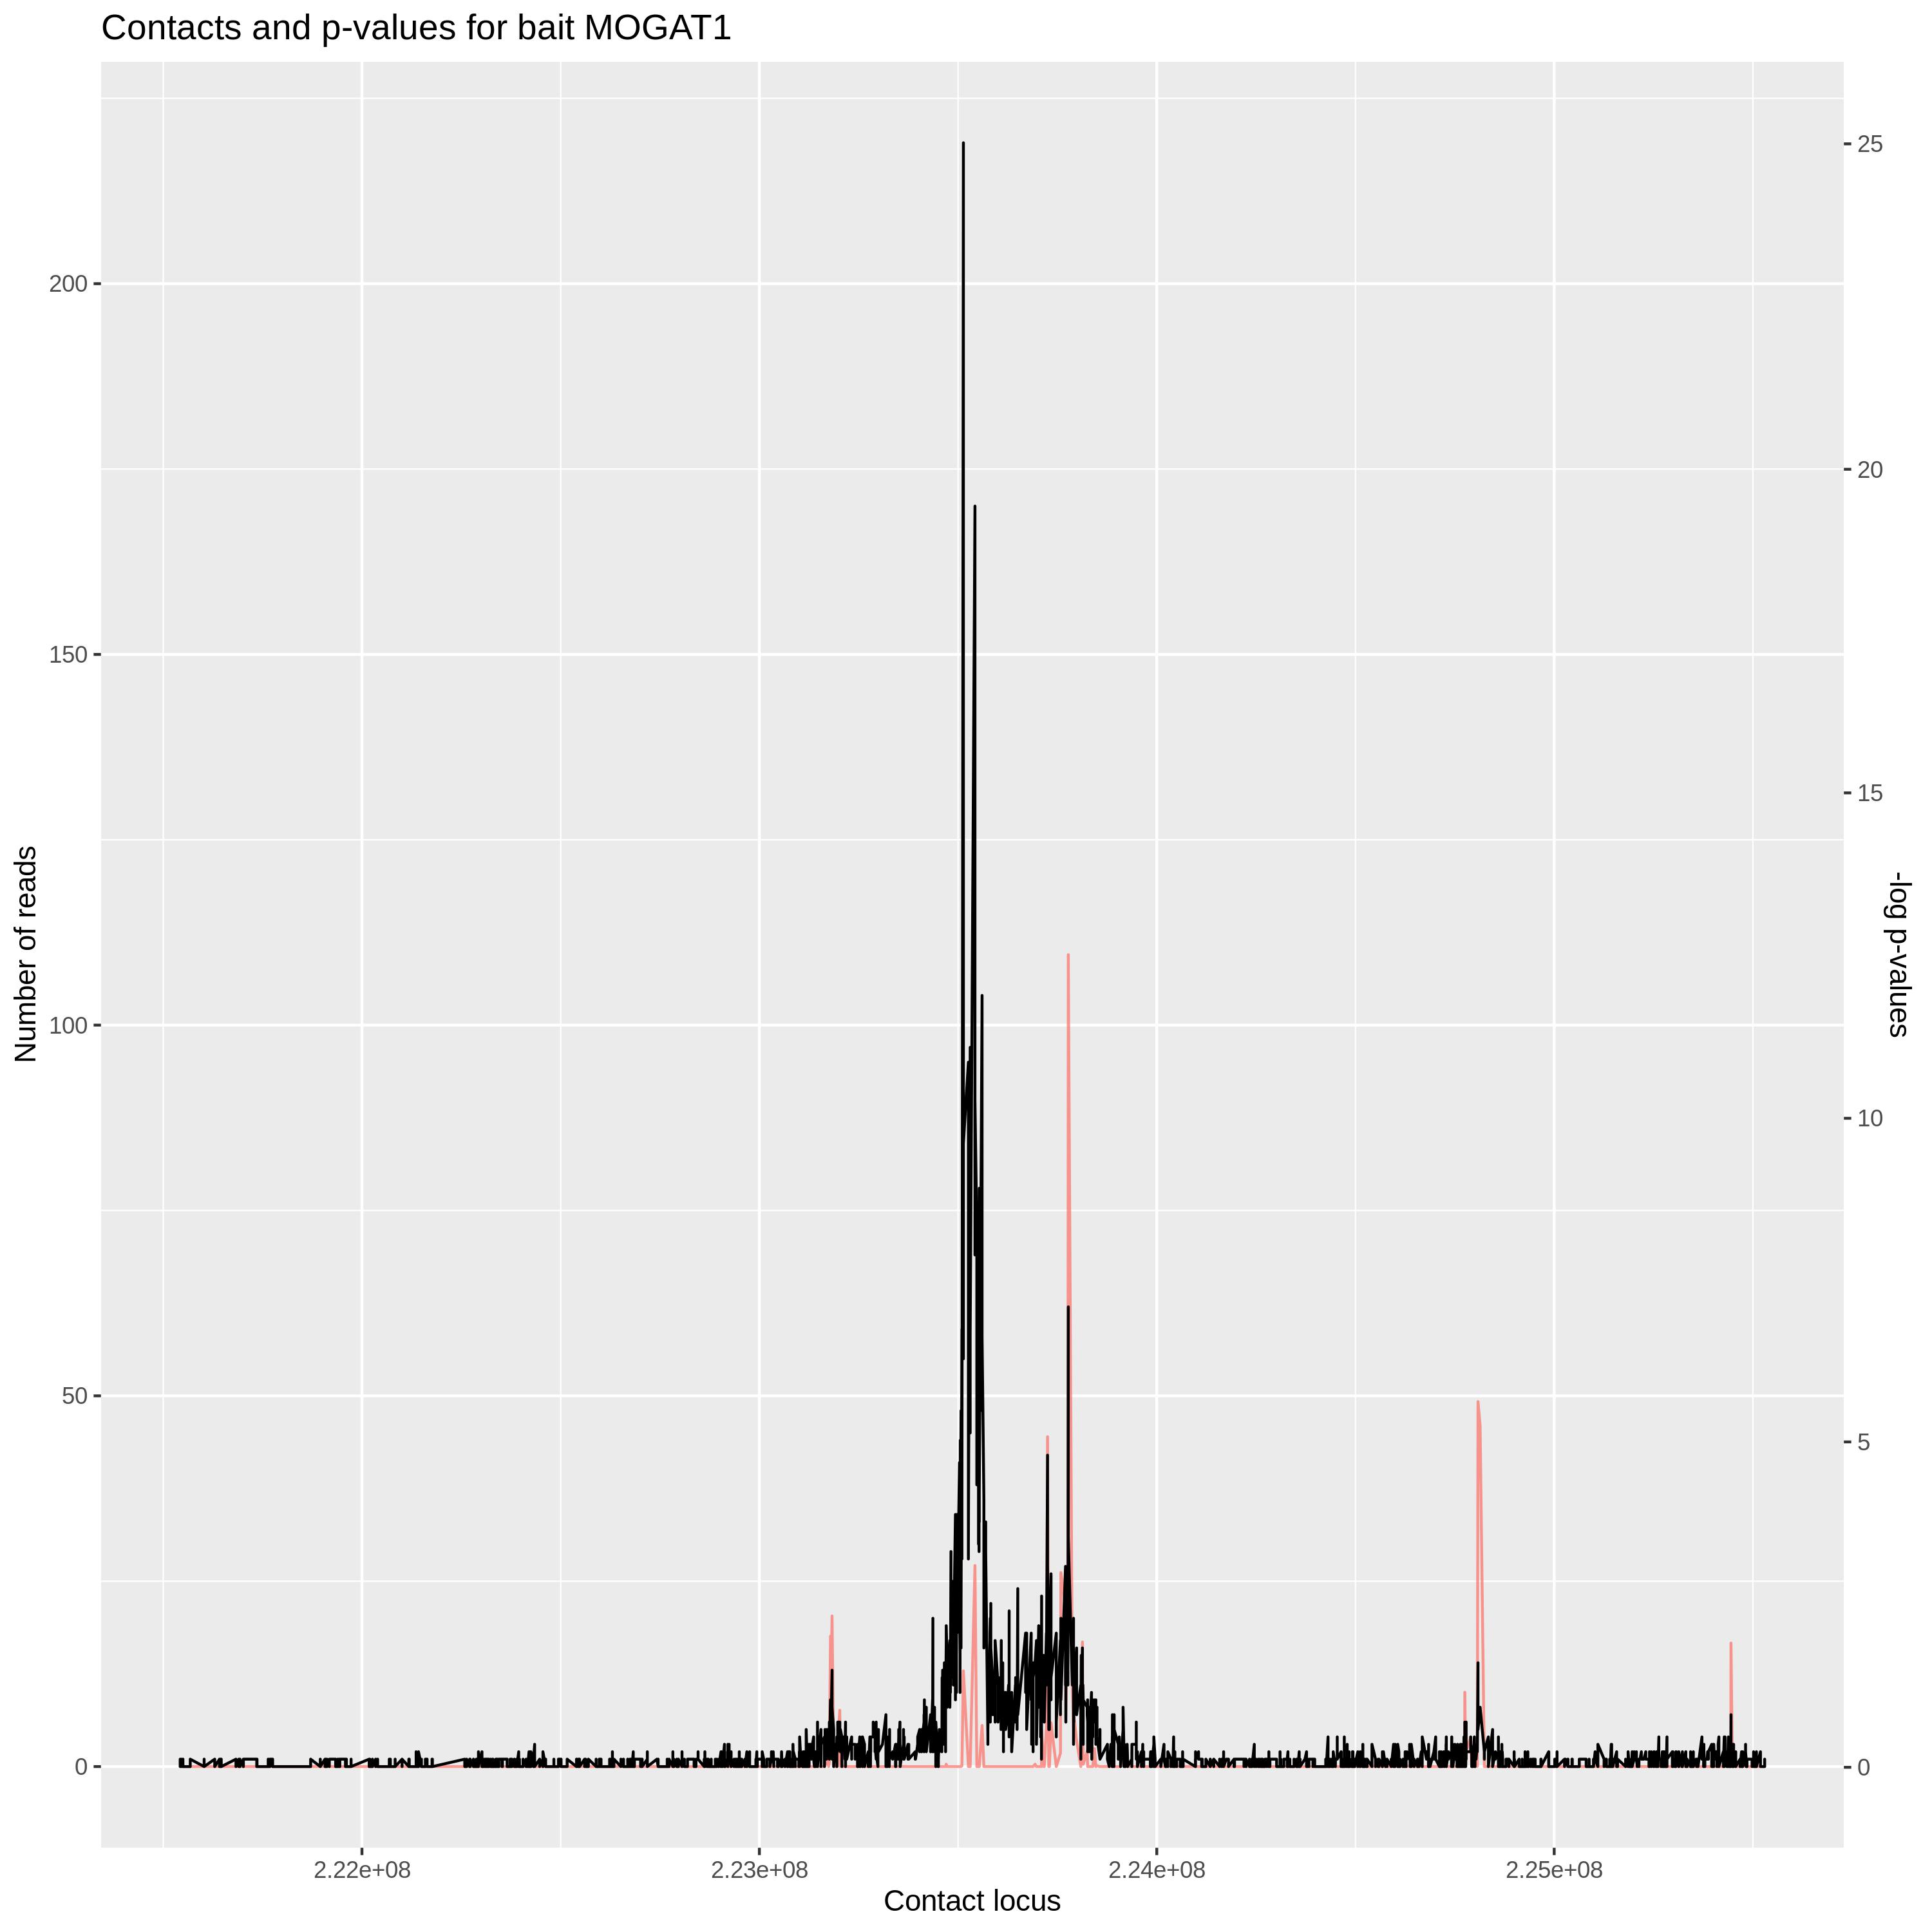 Contacts and p-values for bait MOGAT1
Number of reads
200
150
100
50
0
25
20
15
10
5
0
-log p-values
2.22e+08 2.23e+08 2.24e+08 2.25e+08
Contact locus